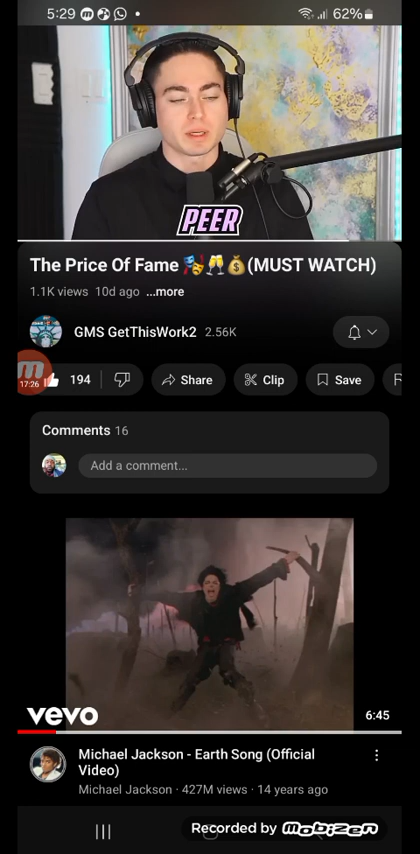 5:29
62%
PEER
The Price Of Fame 🎭🥂💰(MUST WATCH)
1.1K views 10d ago ...more
GMS GetThisWork2 2.56K
17:26
194
Share
Clip
Save
Comments 16
Add a comment...
vevo
6:45
Michael Jackson - Earth Song (Official
Video)
Michael Jackson · 427M views · 14 years ago
Recorded by mobizen